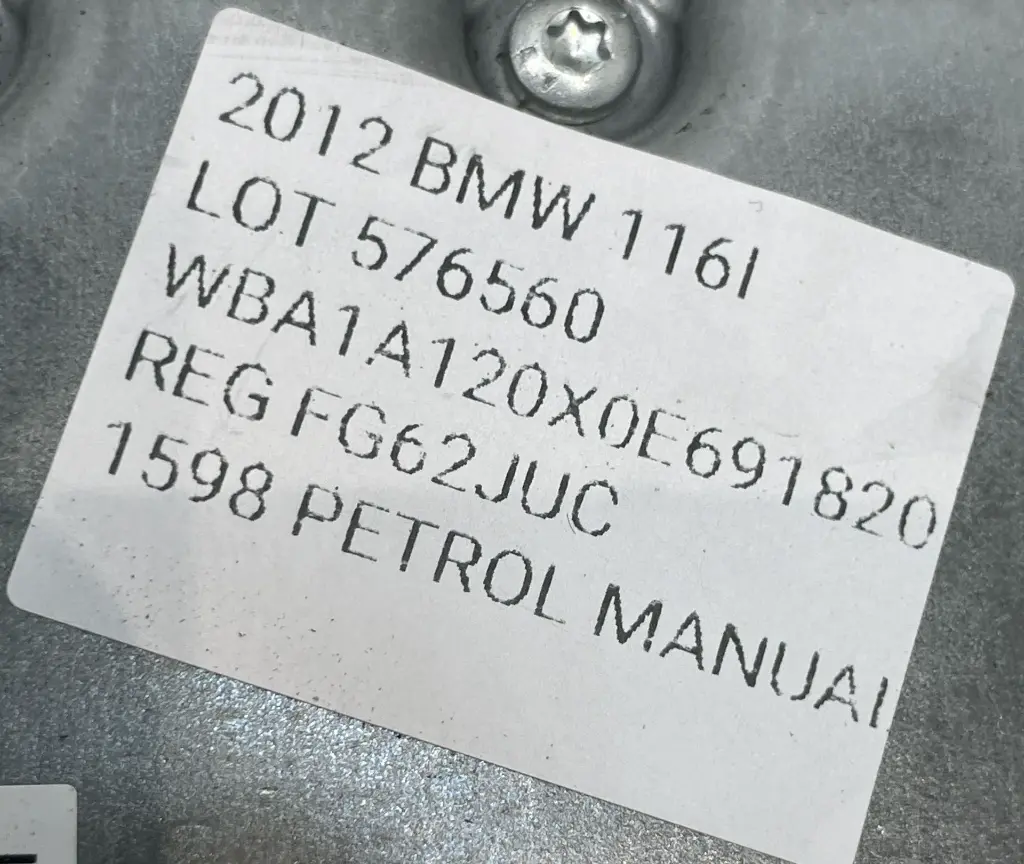 2012 BMW 116I
LOT 576560
WBA1A120X0E691820
REG FG62JUC
1598 PETROL MANUAL